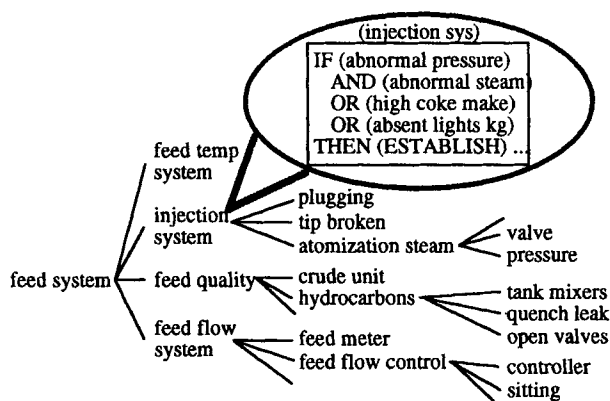 (injection sys)
IF (abnormal pressure)
AND (abnormal steam)
OR (high coke make)
OR (absent lights kg)
THEN (ESTABLISH) ...
feed temp
system
plugging
injection
system
tip broken
atomization steam
valve
pressure
feed system
feed quality
crude unit
hydrocarbons
tank mixers
quench leak
open valves
feed flow
system
feed meter
feed flow control
controller
sitting